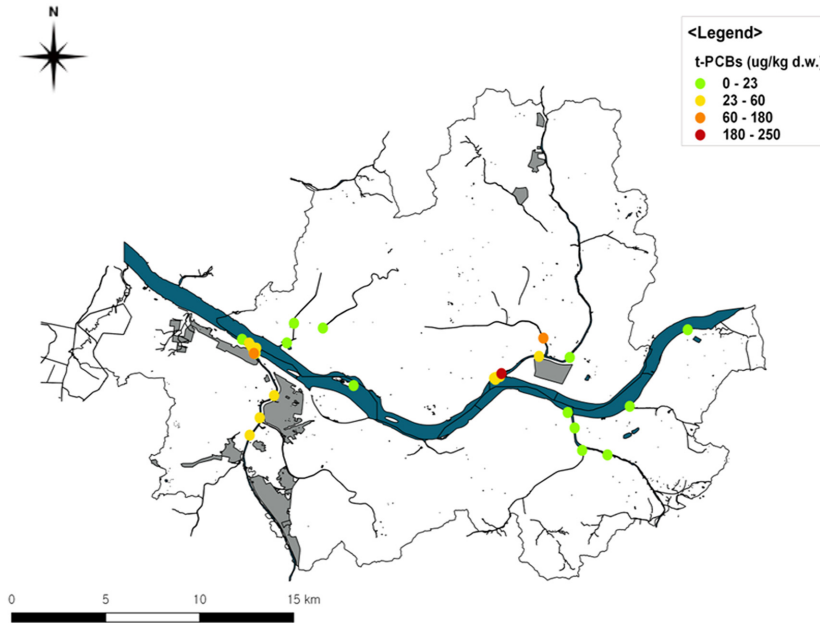 N
<Legend>
t-PCBs (ug/kg d.w.)
0 - 23
23 - 60
60 - 180
180 - 250
0 5 10 15 km